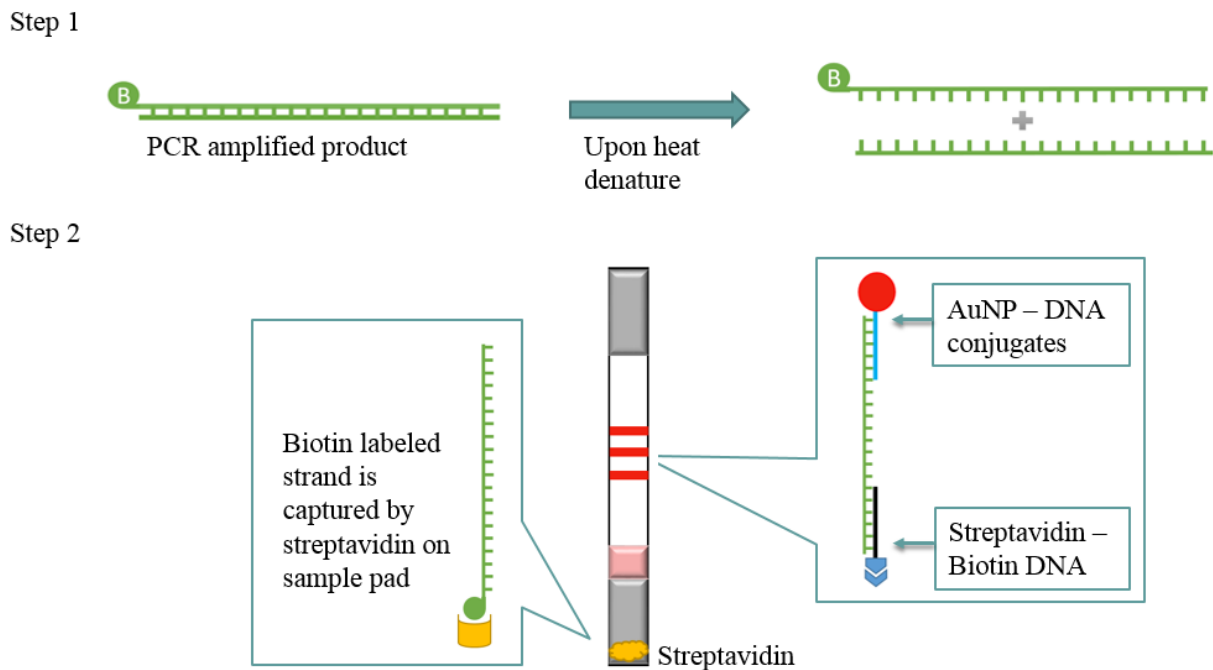 Step 1
B
PCR amplified product
Upon heat
denature
B
Step 2
Biotin labeled
strand is
captured by
streptavidin on
sample pad
AuNP – DNA
conjugates
Streptavidin –
Biotin DNA
Streptavidin